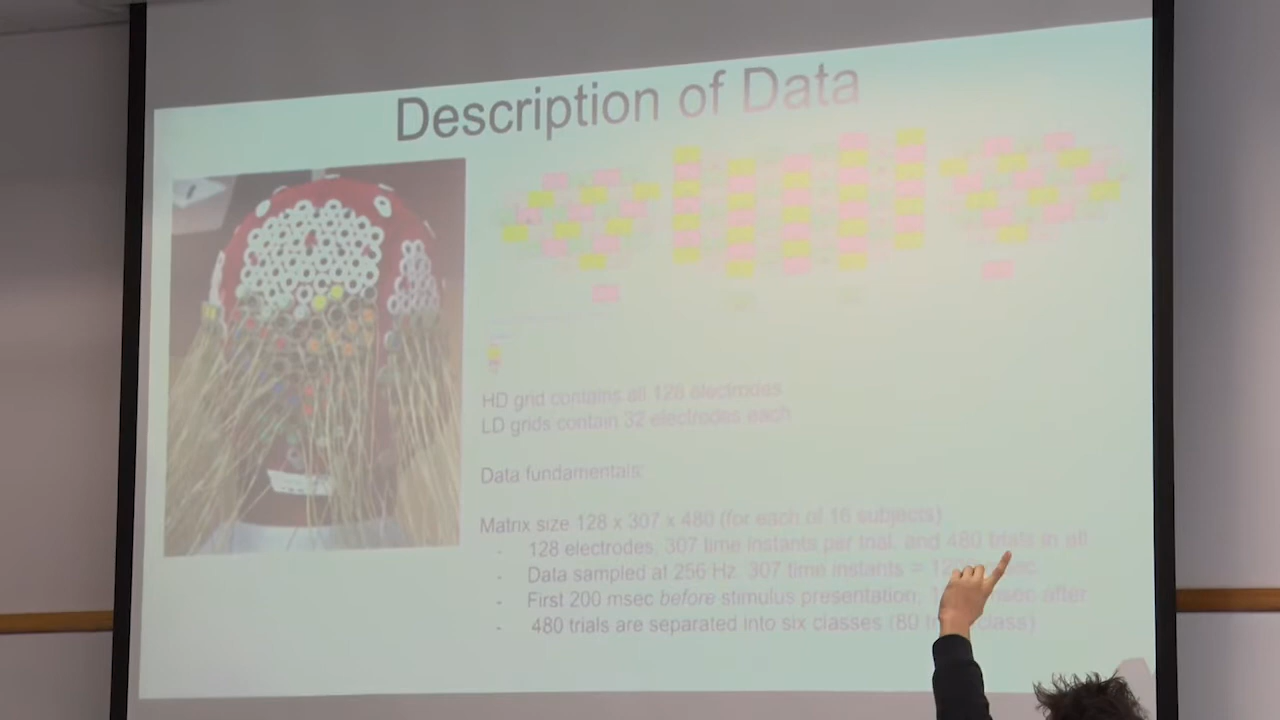 Description of Data
HD grid contains all 128 electrodes
LD grids contain 32 electrodes each
Data fundamentals:
Matrix size 128 x 307 x 480 (for each of 16 subjects)
- 128 electrodes, 307 time instants per trial, and 480 trials in all
- Data sampled at 256 Hz. 307 time instants =
- First 200 msec before stimulus presentation, msec after
- 480 trials are separated into six classes (80